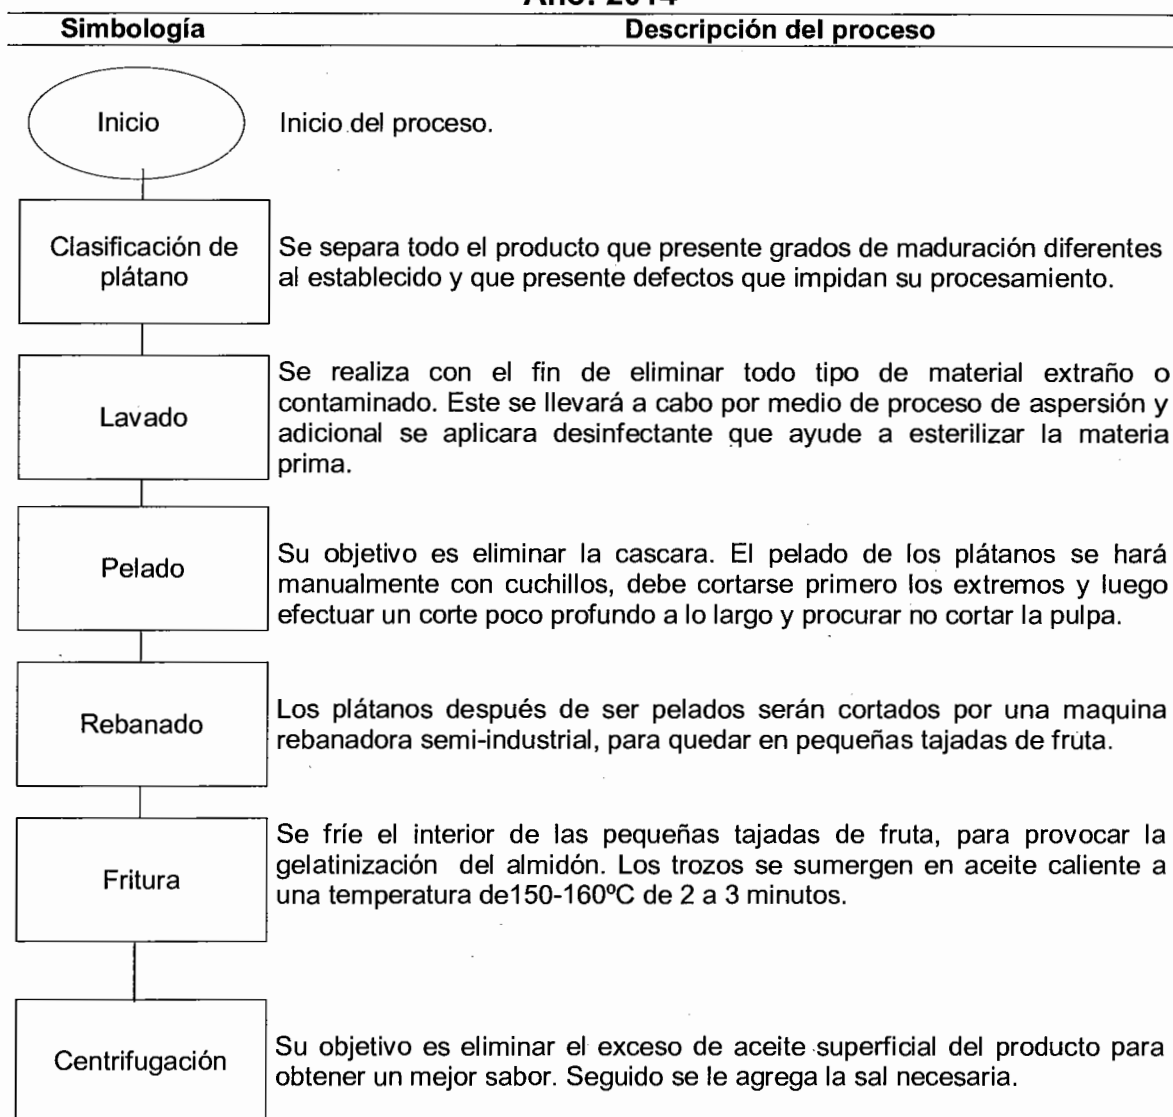 Año: 2014
Simbología Descripción del proceso
Inicio Inicio del proceso.
Clasificación de plátano
Se separa todo el producto que presente grados de maduración diferentes
al establecido y que presente defectos que impidan su procesamiento.
Lavado
Se realiza con el fin de eliminar todo tipo de material extraño o
contaminado. Este se llevará a cabo por medio de proceso de aspersión y
adicional se aplicara desinfectante que ayude a esterilizar la materia
prima.
Pelado
Su objetivo es eliminar la cascara. El pelado de los plátanos se hará
manualmente con cuchillos, debe cortarse primero los extremos y luego
efectuar un corte poco profundo a lo largo y procurar no cortar la pulpa.
Rebanado
Los plátanos después de ser pelados serán cortados por una maquina
rebanadora semi-industrial, para quedar en pequeñas tajadas de fruta.
Fritura
Se fríe el interior de las pequeñas tajadas de fruta, para provocar la
gelatinización del almidón. Los trozos se sumergen en aceite caliente a
una temperatura de150-160ºC de 2 a 3 minutos.
Centrifugación
Su objetivo es eliminar el exceso de aceite superficial del producto para
obtener un mejor sabor. Seguido se le agrega la sal necesaria.